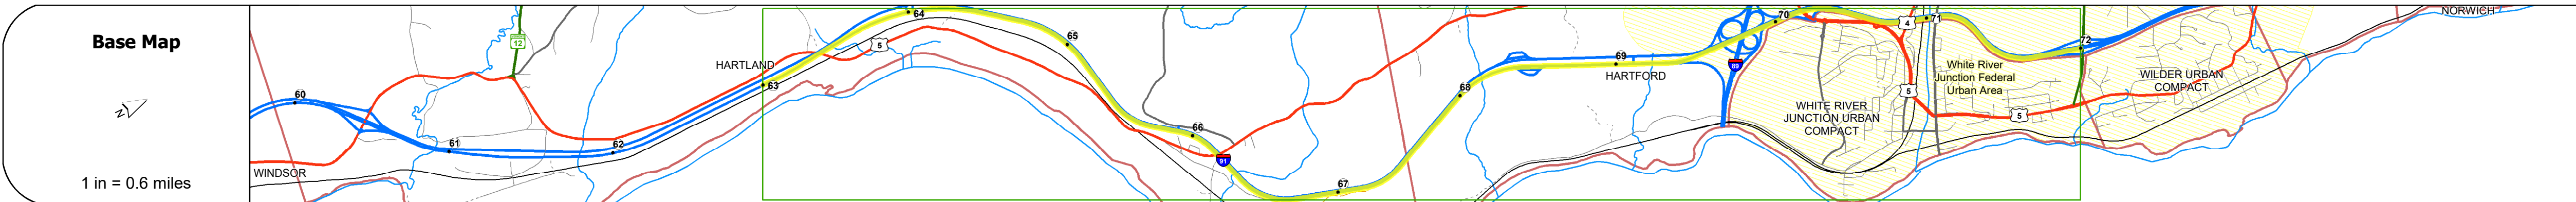 Base Map
N
1 in = 0.6 miles
WINDSOR
60
61
12
62
HARTLAND
63
5
64
65
66
91
67
68
69
HARTFORD
89
70
4
71
5
WHITE RIVER
JUNCTION URBAN
COMPACT
White River
Junction Federal
Urban Area
5
72
WILDER URBAN
COMPACT
NORWICH